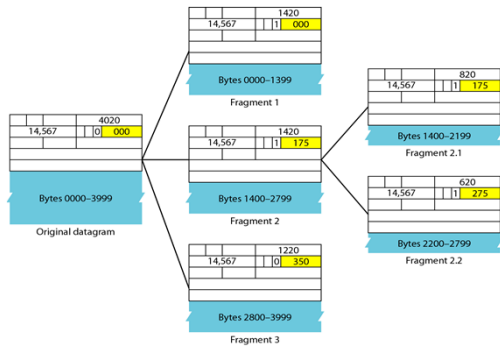 4020
14,567 0 000
Bytes 0000–3999
Original datagram
1420
14,567 1 000
Bytes 0000–1399
Fragment 1
1420
14,567 1 175
Bytes 1400–2799
Fragment 2
1220
14,567 0 350
Bytes 2800–3999
Fragment 3
820
14,567 1 175
Bytes 1400–2199
Fragment 2.1
620
14,567 1 275
Bytes 2200–2799
Fragment 2.2